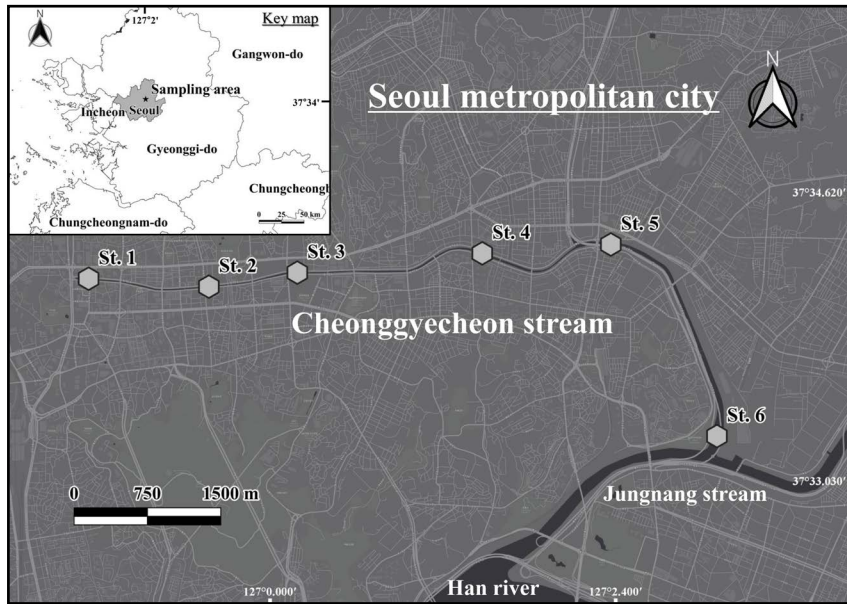 N
127°2'
Key map
Gangwon-do
Sampling area
37°34'
Incheon
Seoul
Gyeonggi-do
Chungcheongb
0 25 50 km
Chungcheongnam-do
Seoul metropolitan city
N
37°34.620'
St. 1
St. 2
St. 3
St. 4
St. 5
Cheonggyecheon stream
St. 6
0 750 1500 m
37°33.030'
Jungnang stream
Han river
127°0.000'
127°2.400'